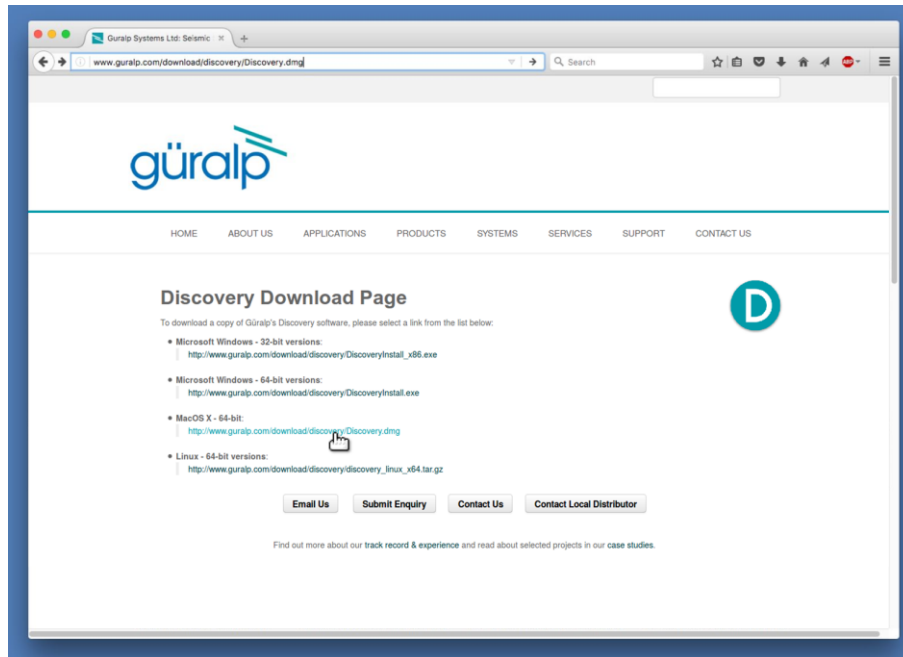 Guralp Systems Ltd: Seismic
www.guralp.com/download/discovery/Discovery.dmg
Search
ABP
güralp
HOME ABOUT US APPLICATIONS PRODUCTS SYSTEMS SERVICES SUPPORT CONTACT US
Discovery Download Page
D
To download a copy of Güralp's Discovery software, please select a link from the list below:
Microsoft Windows - 32-bit versions:
http://www.guralp.com/download/discovery/DiscoveryInstall_x86.exe
Microsoft Windows - 64-bit versions:
http://www.guralp.com/download/discovery/DiscoveryInstall.exe
MacOS X - 64-bit:
http://www.guralp.com/download/discovery/Discovery.dmg
Linux - 64-bit versions:
http://www.guralp.com/download/discovery/discovery_linux_x64.tar.gz
Email Us Submit Enquiry Contact Us Contact Local Distributor
Find out more about our track record & experience and read about selected projects in our case studies.